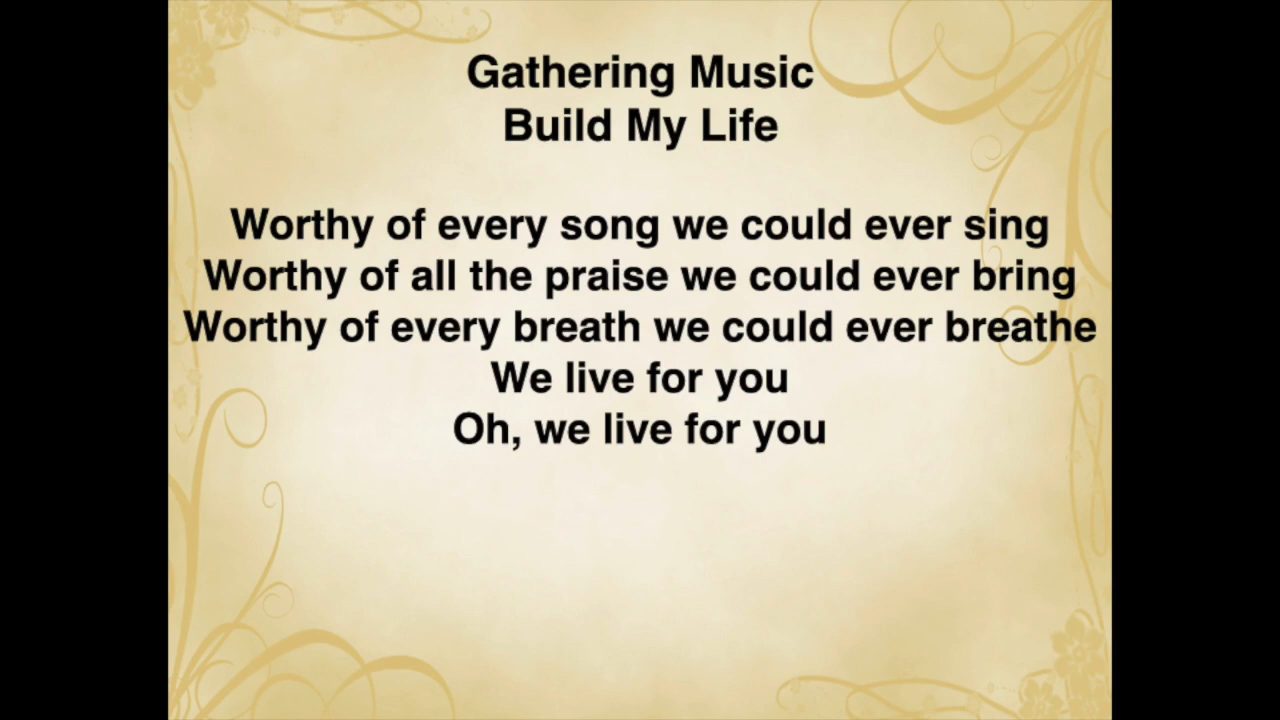 Gathering Music
Build My Life
Worthy of every song we could ever sing
Worthy of all the praise we could ever bring
Worthy of every breath we could ever breathe
We live for you
Oh, we live for you